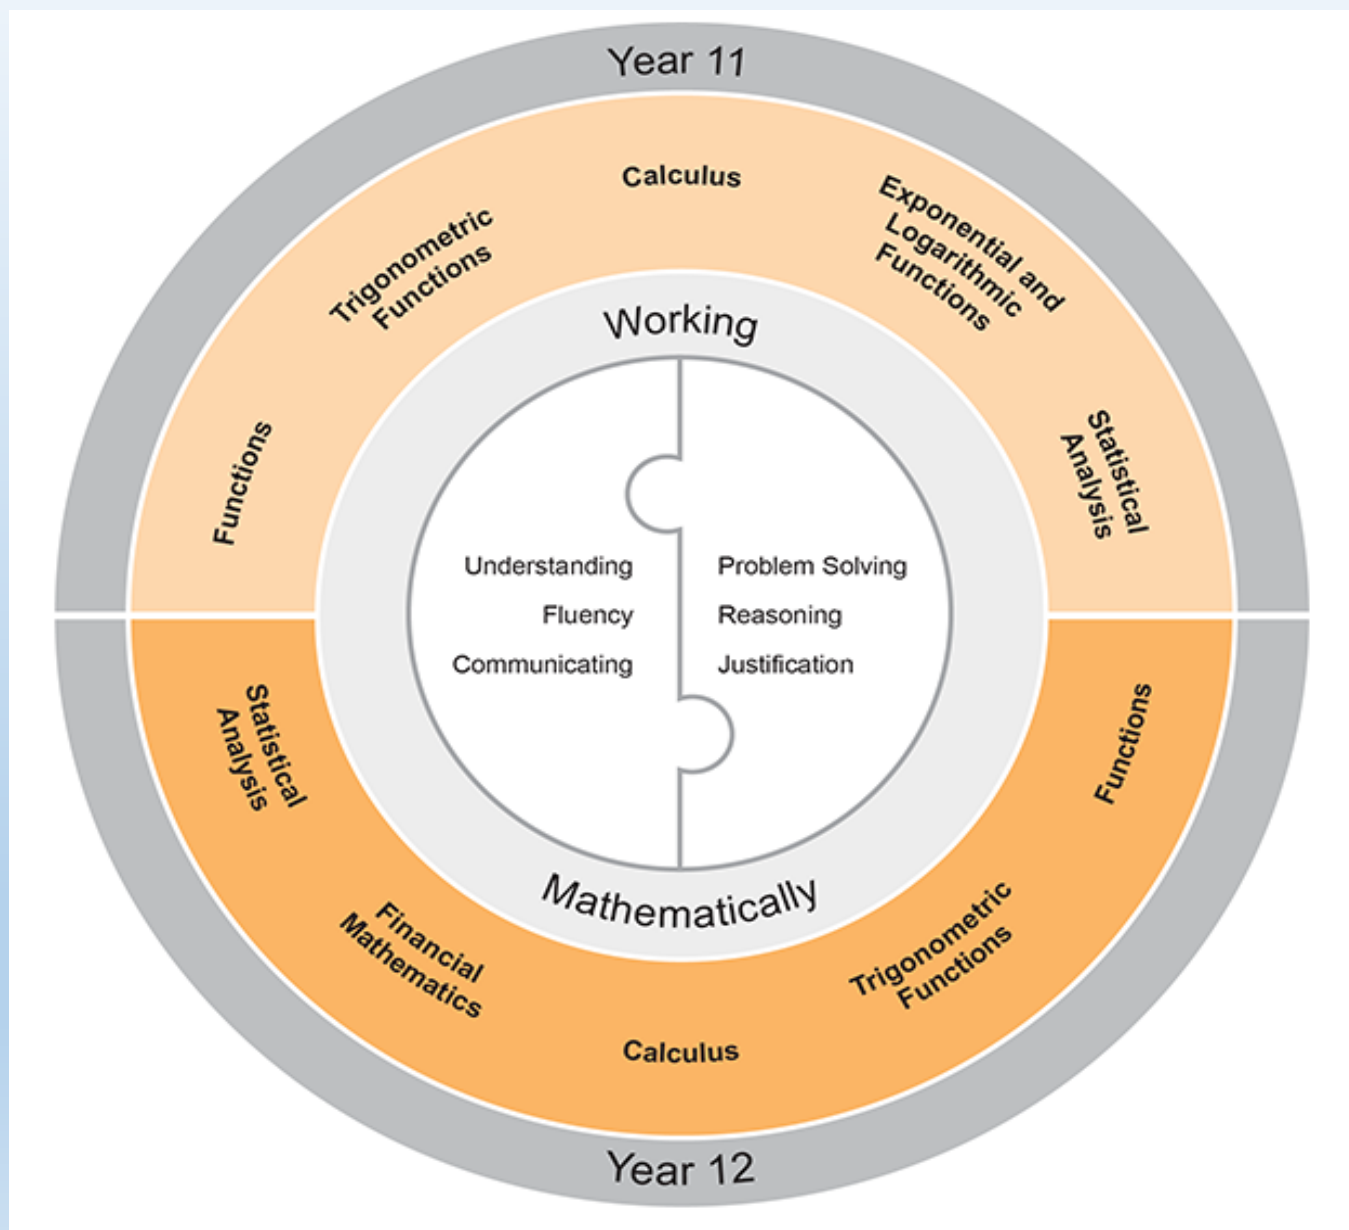 Year 11
Functions
Trigonometric
Functions
Calculus
Exponential and
Logarithmic
Functions
Statistical
Analysis
Working
Understanding
Fluency
Communicating
Problem Solving
Reasoning
Justification
Mathematically
Functions
Trigonometric
Functions
Calculus
Financial
Mathematics
Statistical
Analysis
Year 12